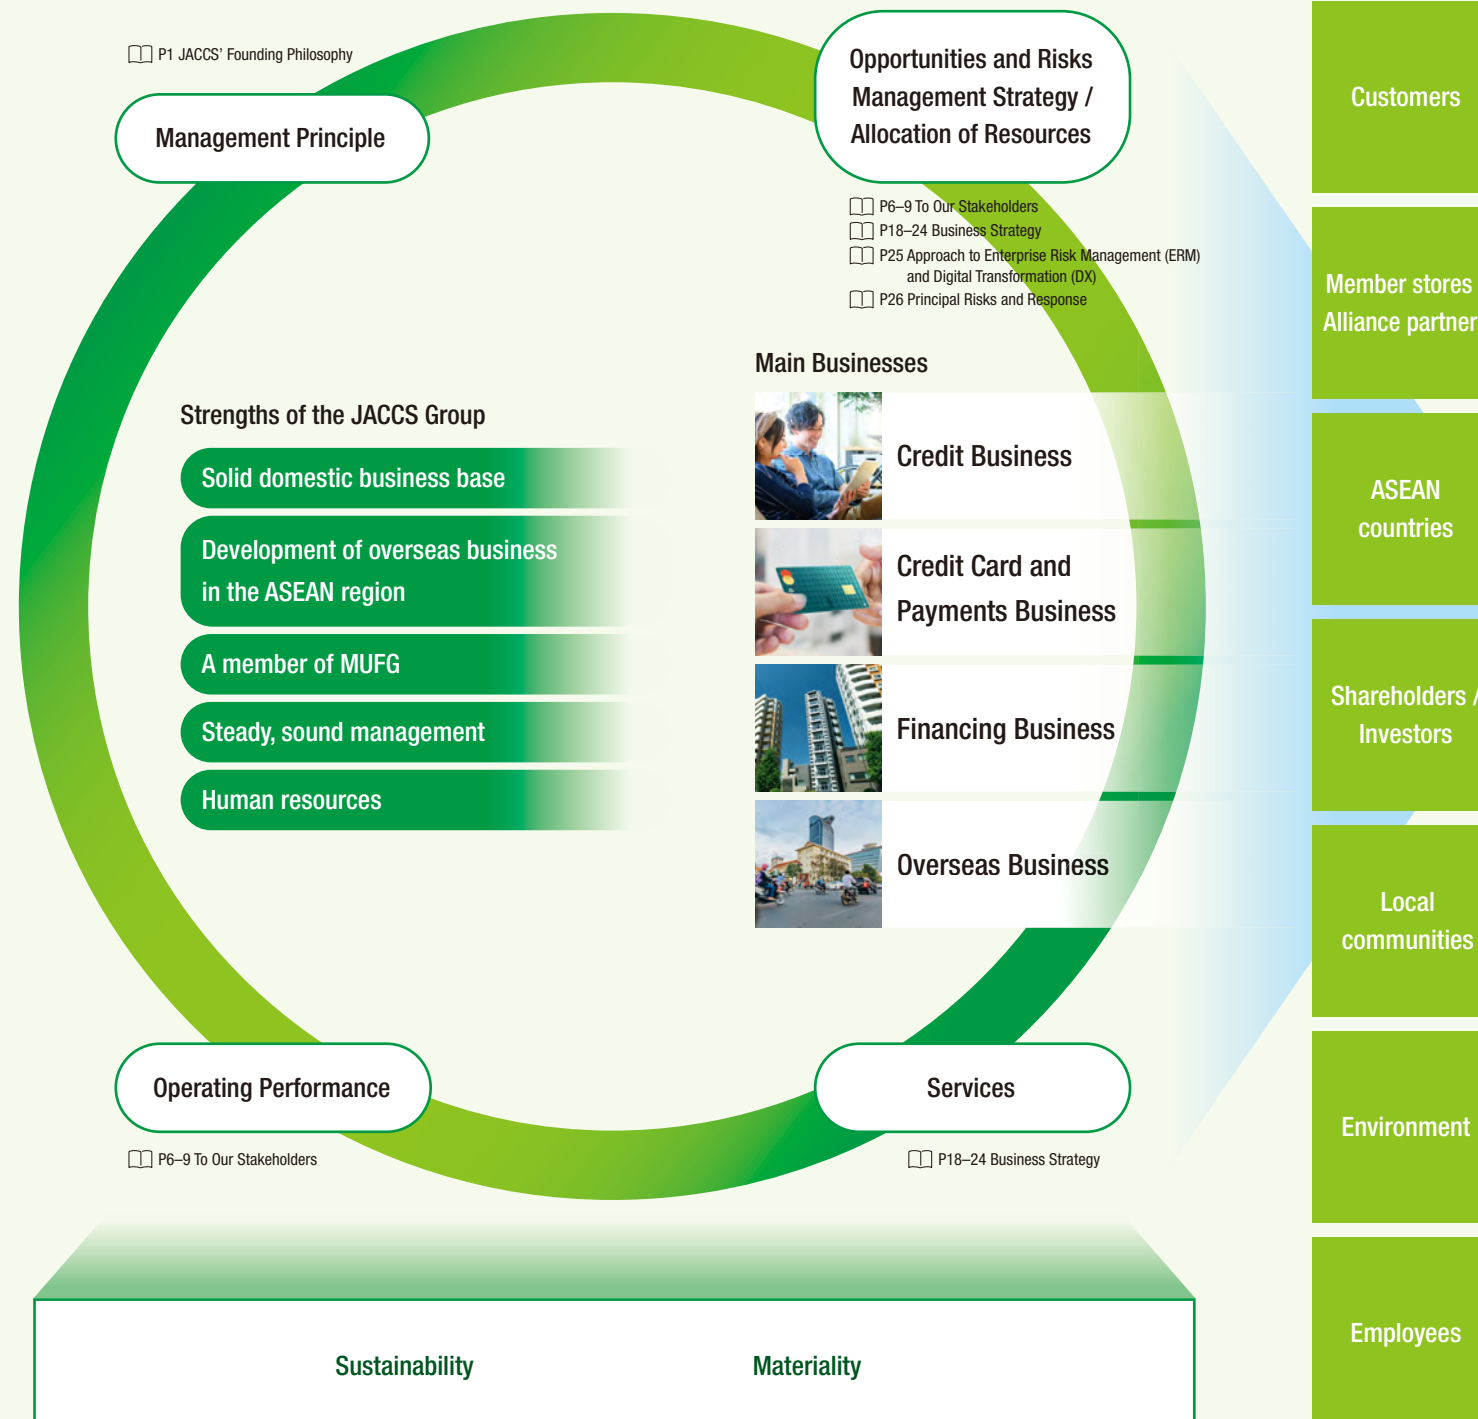 P1 JACCS' Founding Philosophy
Management Principle
Opportunities and Risks
Management Strategy /
Allocation of Resources
P6–9 To Our Stakeholders
P18–24 Business Strategy
P25 Approach to Enterprise Risk Management (ERM)
and Digital Transformation (DX)
P26 Principal Risks and Response
Strengths of the JACCS Group
Solid domestic business base
Development of overseas business
in the ASEAN region
A member of MUFG
Steady, sound management
Human resources
Main Businesses
Credit Business
Credit Card and
Payments Business
Financing Business
Overseas Business
Operating Performance
P6–9 To Our Stakeholders
Services
P18–24 Business Strategy
Customers
Member stores
Alliance partner
ASEAN
countries
Shareholders /
Investors
Local
communities
Environment
Employees
Sustainability
Materiality